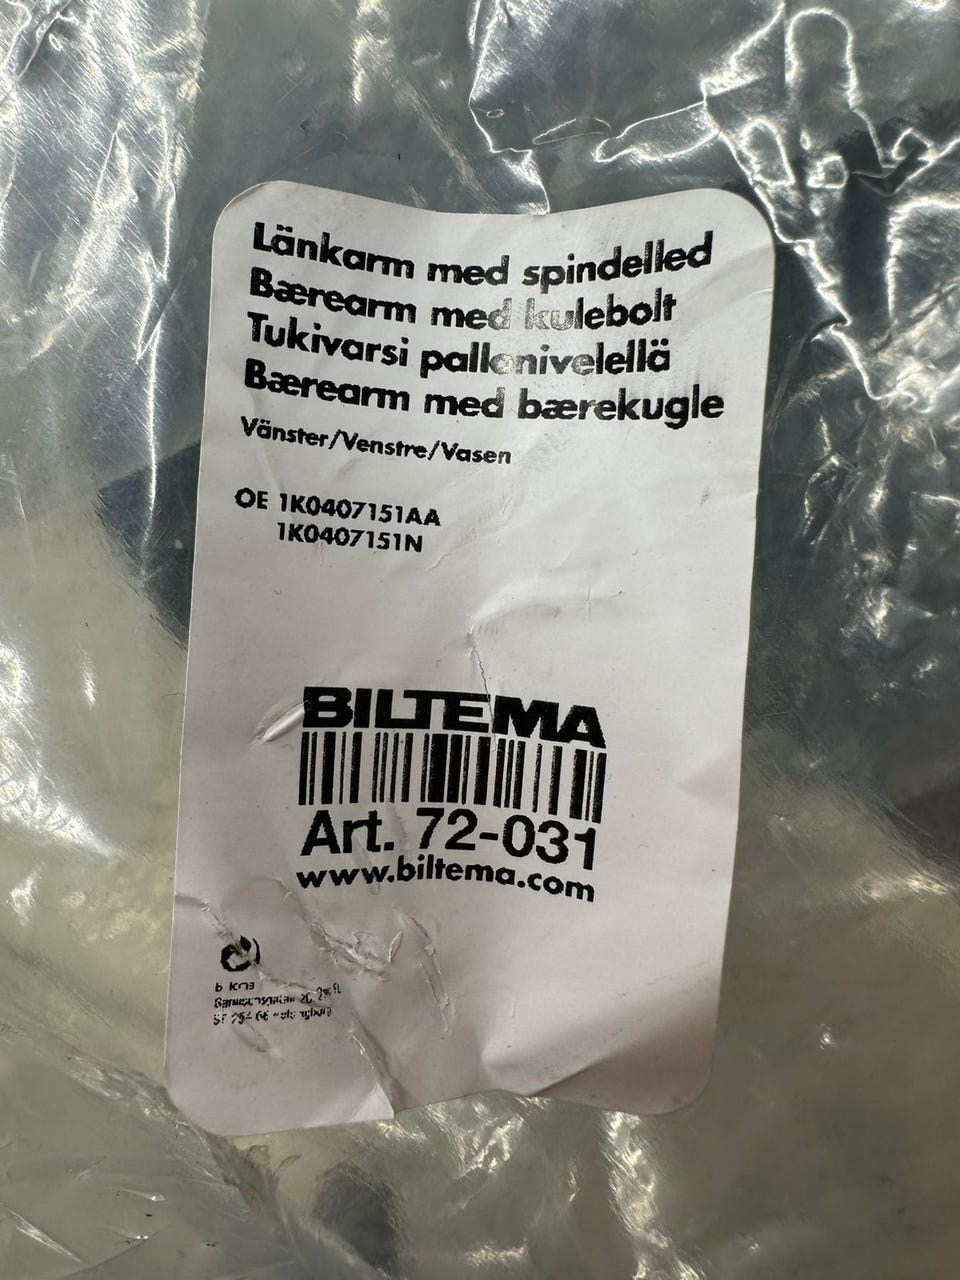 Länkarm med spindelled
Bærearm med kulebolt
Tukivarsi pallonivelellä
Bærearm med bærekugle
Vänster/Venstre/Vasen
OE 1K0407151AA
1K0407151N
BILTEMA
Art. 72-031
www.biltema.com